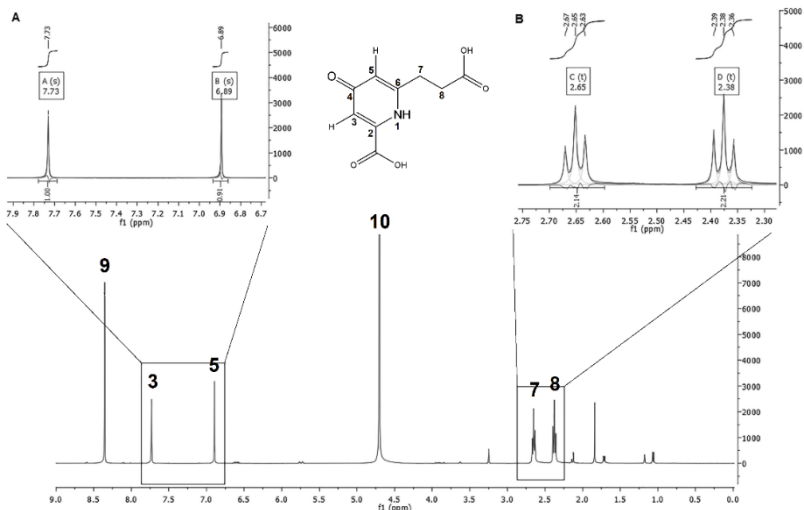 A
B
7.73
6.89
A (s)
7.73
B (s)
6.89
1.00
0.91
6000
5000
4000
3000
2000
1000
0
7.9 7.8 7.7 7.6 7.5 7.4 7.3 7.2 7.1 7.0 6.9 6.8 6.7
f1 (ppm)
O
H
5
4
3
H
6
7
8
OH
O
NH
1
2
O
OH
2.67
2.65
2.63
2.39
2.38
2.36
C (t)
2.65
D (t)
2.38
2.14
2.21
5000
4000
3000
2000
1000
0
2.75 2.70 2.65 2.60 2.55 2.50 2.45 2.40 2.35 2.30
f1 (ppm)
9
3
5
10
7
8
8000
7000
6000
5000
4000
3000
2000
1000
0
9.0 8.5 8.0 7.5 7.0 6.5 6.0 5.5 5.0 4.5 4.0 3.5 3.0 2.5 2.0 1.5 1.0 0.5 0.0
f1 (ppm)